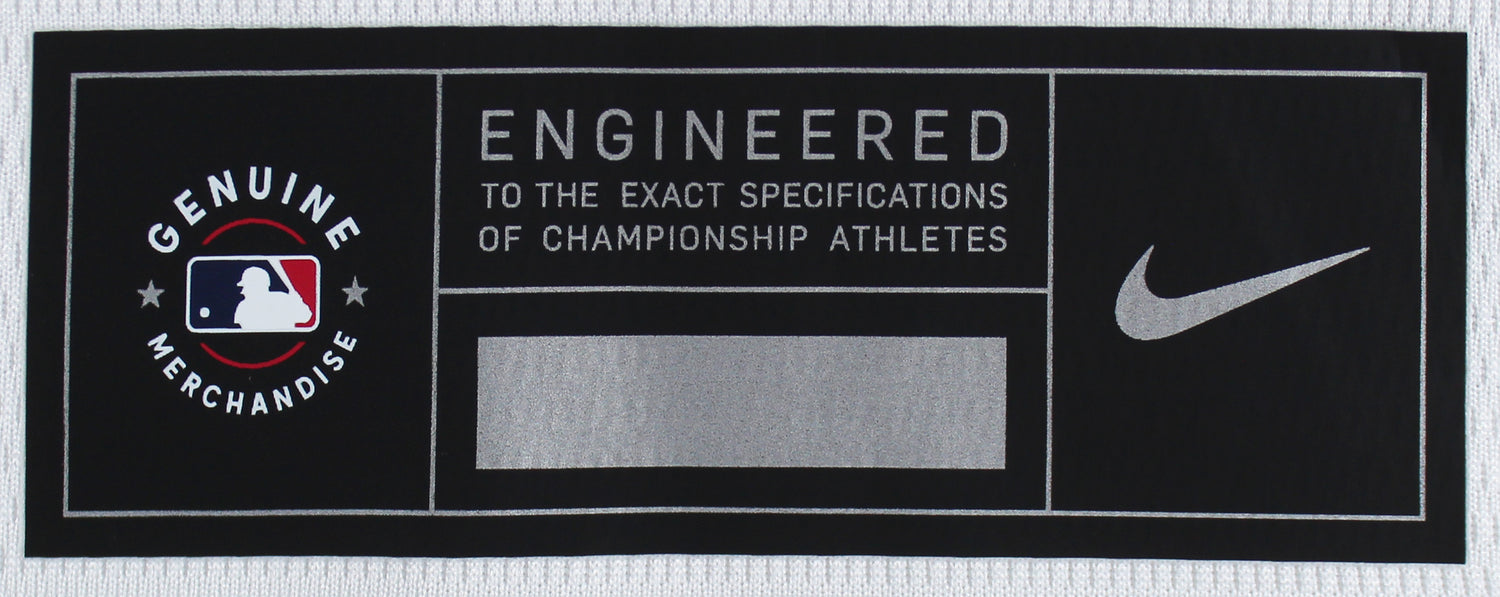 GENUINE
MERCHANDISE
ENGINEERED
TO THE EXACT SPECIFICATIONS
OF CHAMPIONSHIP ATHLETES